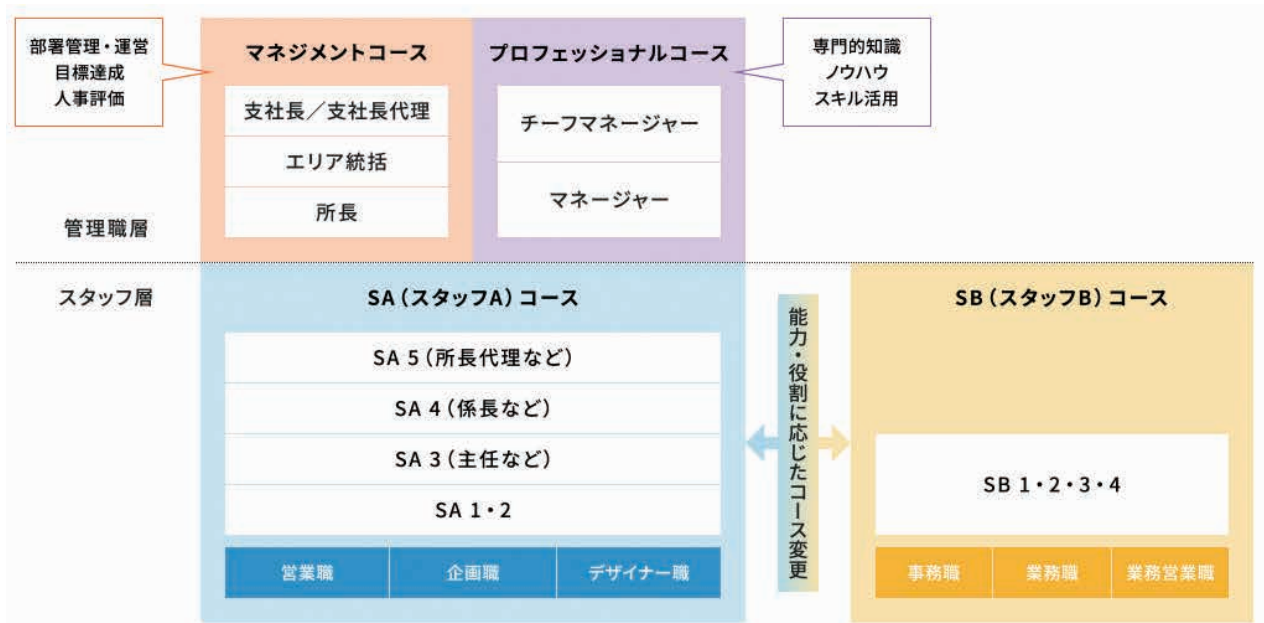 部署管理・運営
目標達成
人事評価
マネジメントコース
プロフェッショナルコース
専門的知識
ノウハウ
スキル活用
支社長／支社長代理
エリア統括
所長
チーフマネージャー
マネージャー
管理職層
スタッフ層
SA（スタッフA）コース
SA 5（所長代理など）
SA 4（係長など）
SA 3（主任など）
SA 1・2
営業職
企画職
デザイナー職
能力・役割に応じたコース変更
SB（スタッフB）コース
SB 1・2・3・4
事務職
業務職
業務営業職